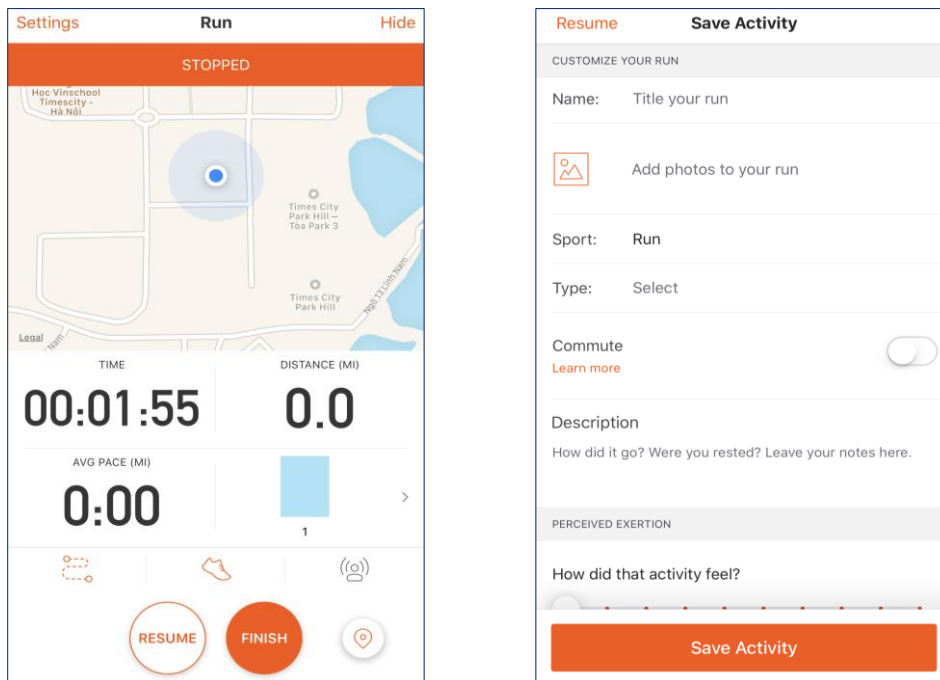 Settings Run Hide
STOPPED
Học Vinschool
Timescity -
Hà Nội
Times City
Park Hill –
Tòa Park 3
Times City
Park Hill
Ngõ 13 Lĩnh Nam
Legal
Nam
TIME
00:01:55
DISTANCE (MI)
0.0
AVG PACE (MI)
0:00
1
RESUME
FINISH
Resume Save Activity
CUSTOMIZE YOUR RUN
Name: Title your run
Add photos to your run
Sport: Run
Type: Select
Commute
Learn more
Description
How did it go? Were you rested? Leave your notes here.
PERCEIVED EXERTION
How did that activity feel?
Save Activity